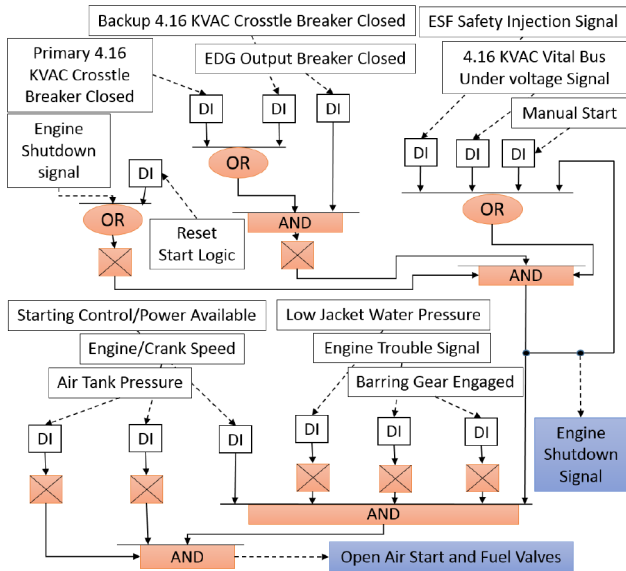 Backup 4.16 KVAC Crosstle Breaker Closed
ESF Safety Injection Signal
Primary 4.16
KVAC Crosstle
Breaker Closed
EDG Output Breaker Closed
4.16 KVAC Vital Bus
Under voltage Signal
Manual Start
Engine
Shutdown
signal
DI
DI
DI
DI
DI
DI
OR
DI
OR
Reset
Start Logic
AND
OR
AND
Starting Control/Power Available
Low Jacket Water Pressure
Engine/Crank Speed
Engine Trouble Signal
Air Tank Pressure
Barring Gear Engaged
DI
DI
DI
DI
DI
DI
Engine
Shutdown
Signal
AND
AND
Open Air Start and Fuel Valves